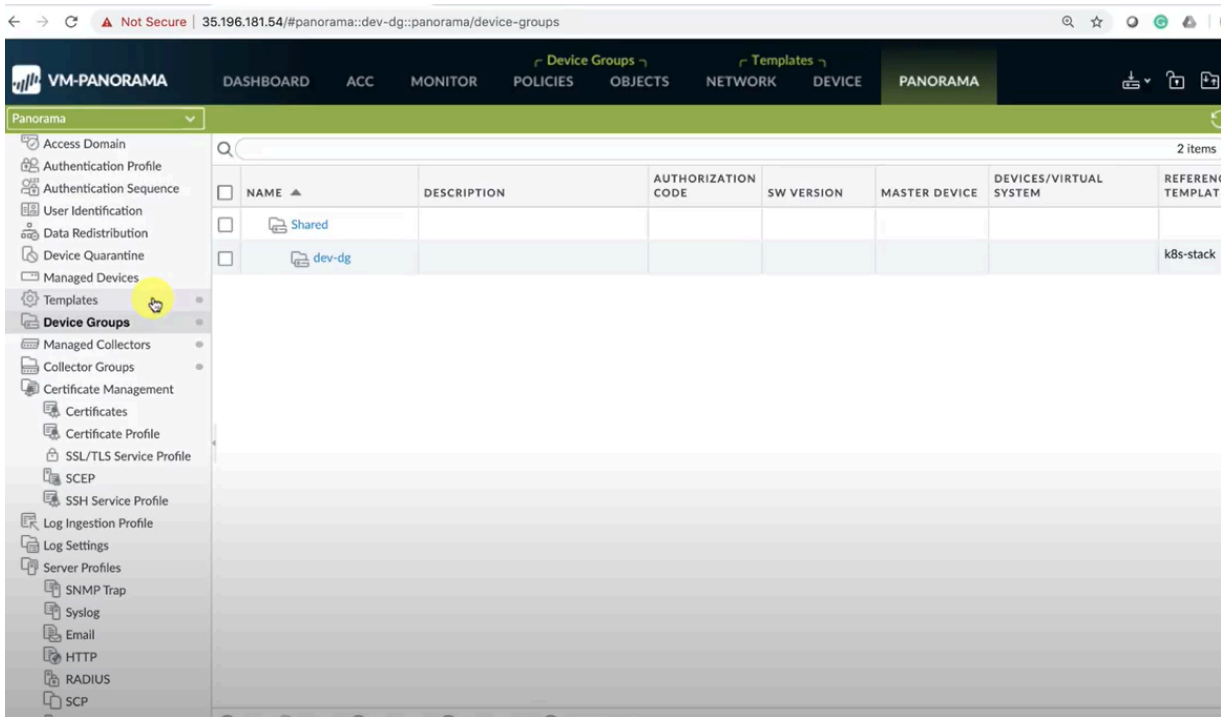 Not Secure | 35.196.181.54/#panorama::dev-dg::panorama/device-groups
Device Groups Templates
VM-PANORAMA DASHBOARD ACC MONITOR POLICIES OBJECTS NETWORK DEVICE PANORAMA
Panorama
Access Domain
2 items
Authentication Profile
Authentication Sequence
NAME DESCRIPTION AUTHORIZATION CODE SW VERSION MASTER DEVICE DEVICES/VIRTUAL SYSTEM REFERENC TEMPLAT
User Identification
Shared
Data Redistribution
Device Quarantine
dev-dg k8s-stack
Managed Devices
Templates
Device Groups
Managed Collectors
Collector Groups
Certificate Management
Certificates
Certificate Profile
SSL/TLS Service Profile
SCEP
SSH Service Profile
Log Ingestion Profile
Log Settings
Server Profiles
SNMP Trap
Syslog
Email
HTTP
RADIUS
SCP